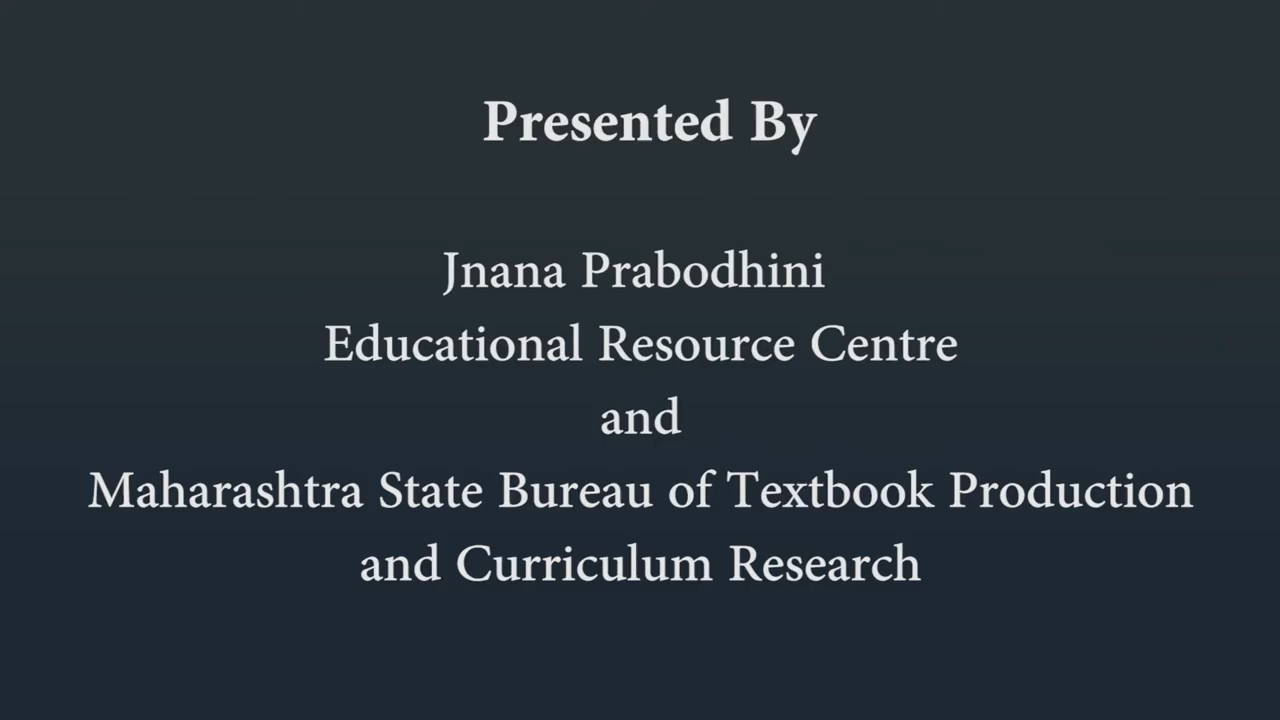 Presented By
Jnana Prabodhini
Educational Resource Centre
and
Maharashtra State Bureau of Textbook Production
and Curriculum Research